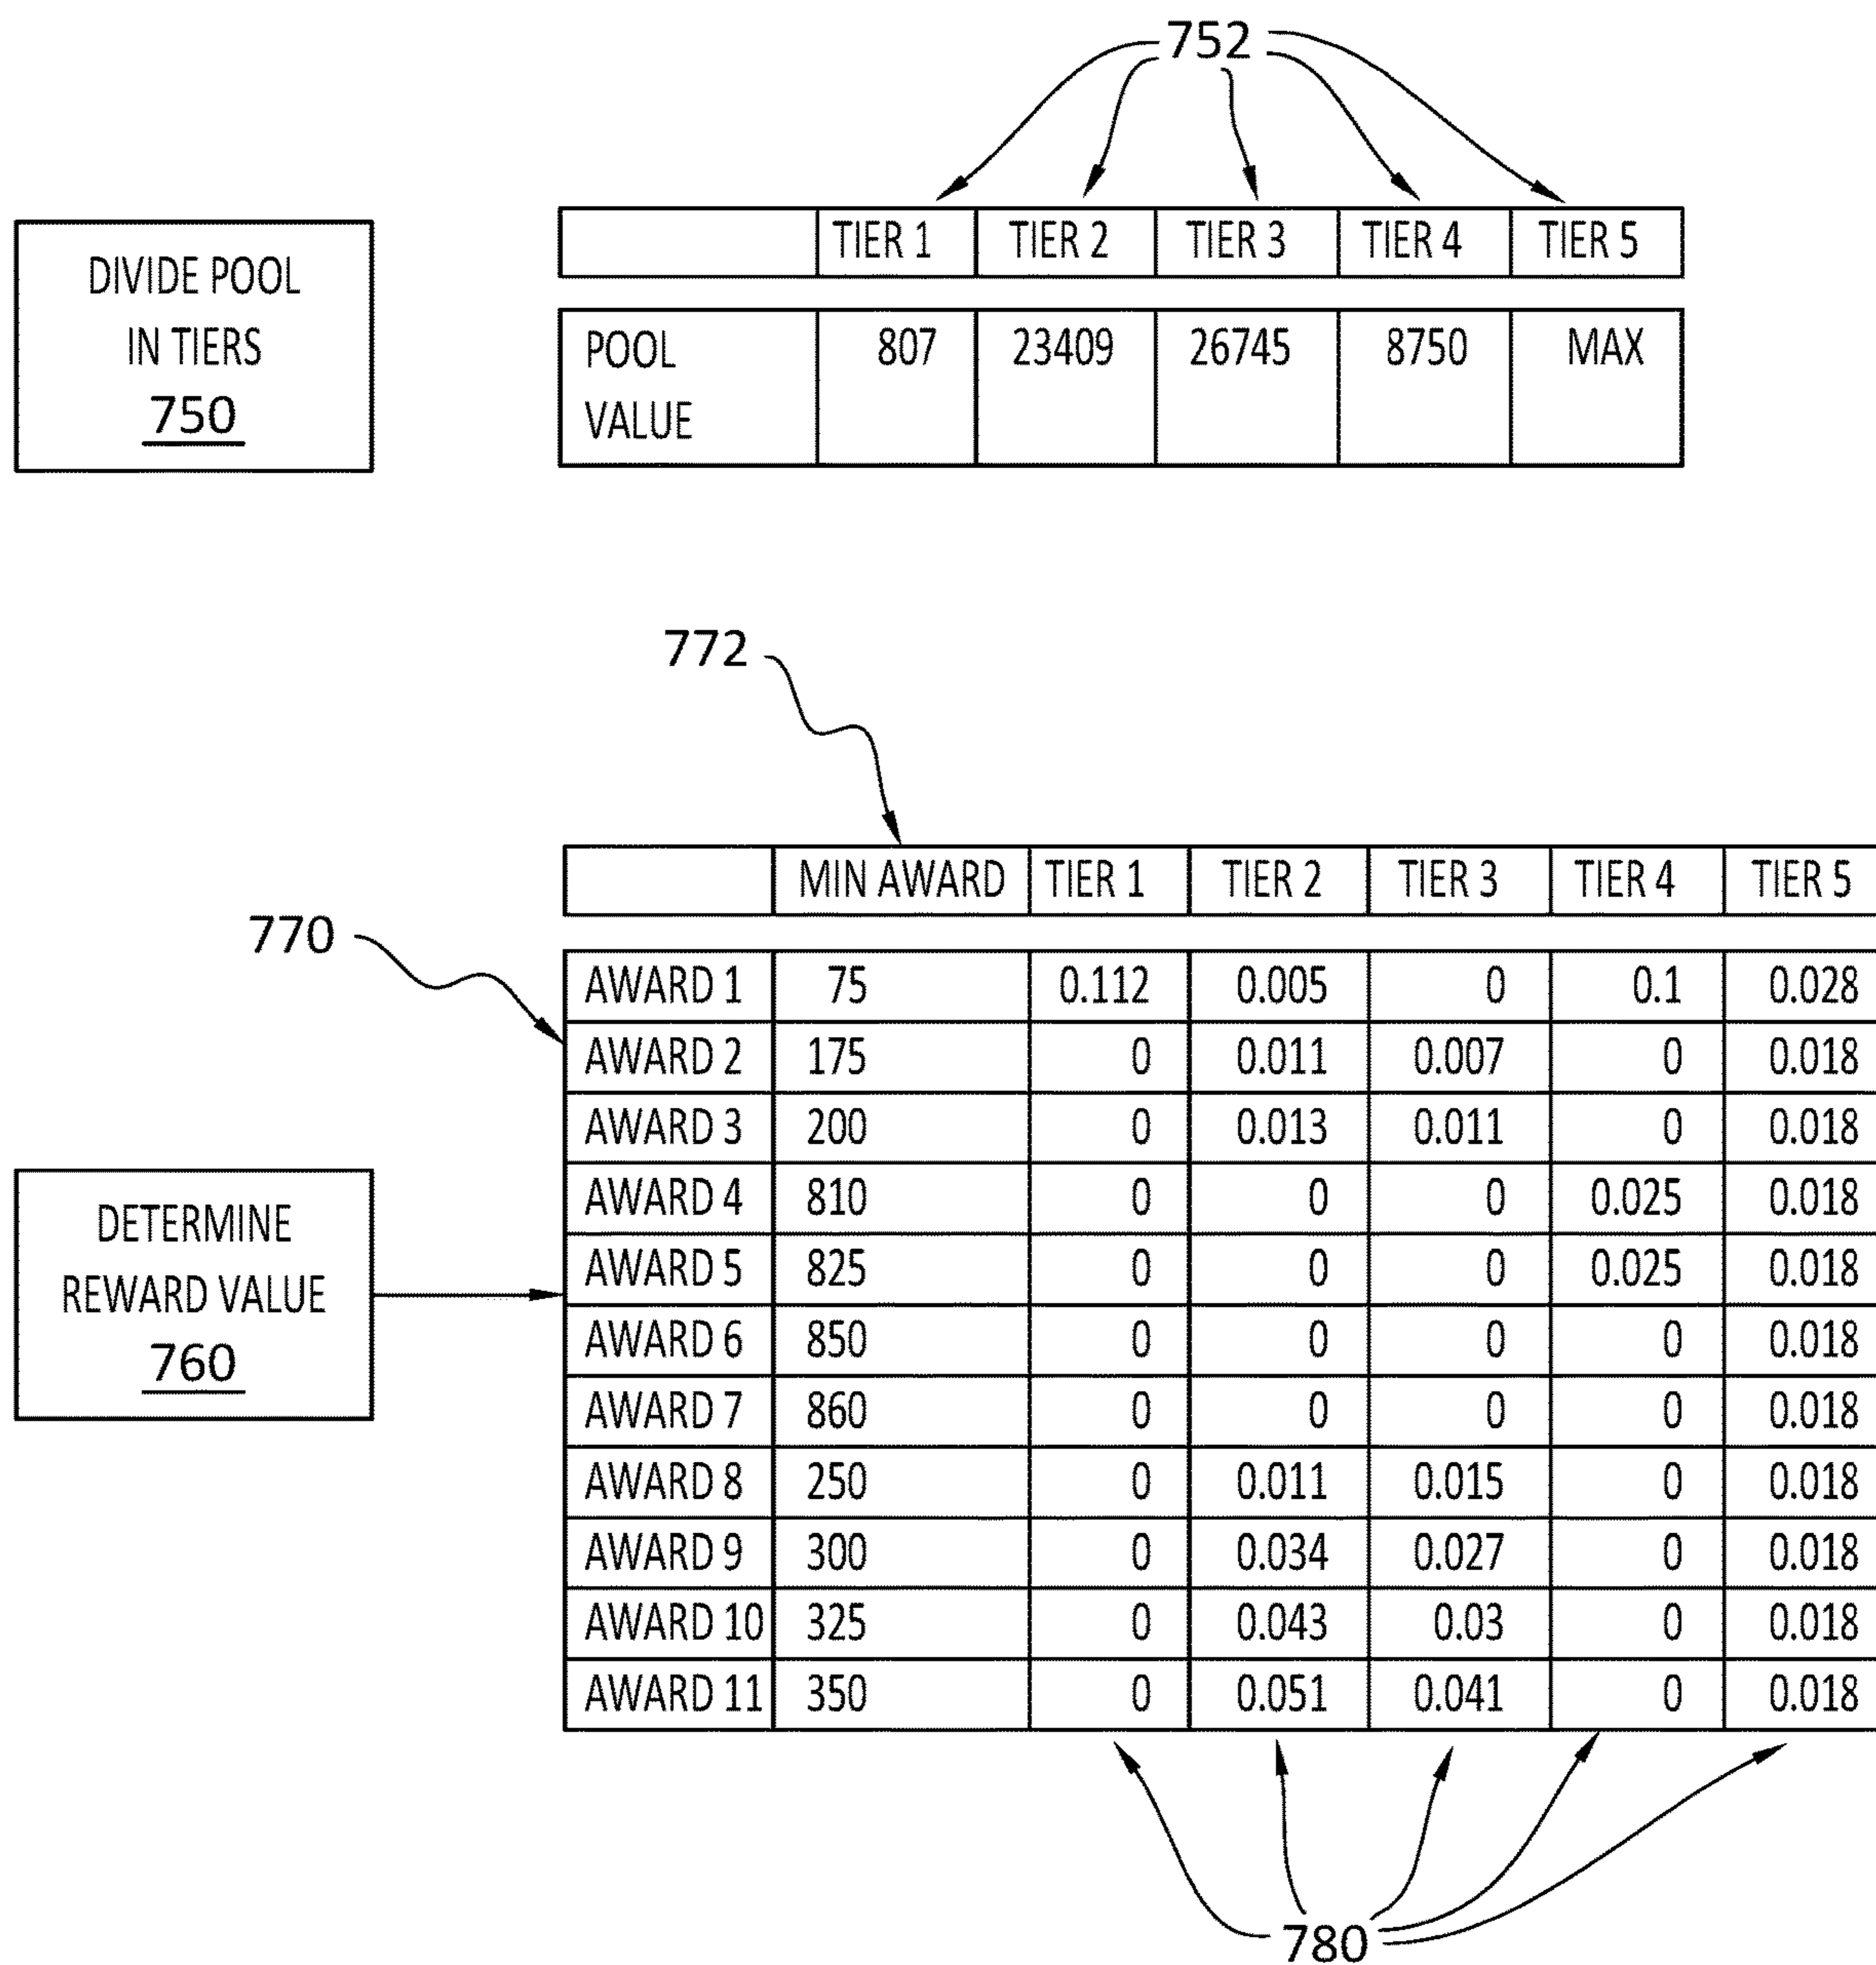 752
DIVIDE POOL
IN TIERS
750
TIER 1 TIER 2 TIER 3 TIER 4 TIER 5
POOL 807 23409 26745 8750 MAX
VALUE
772
MIN AWARD TIER 1 TIER 2 TIER 3 TIER 4 TIER 5
770
AWARD 1 75 0.112 0.005 0 0.1 0.028
AWARD 2 175 0 0.011 0.007 0 0.018
AWARD 3 200 0 0.013 0.011 0 0.018
AWARD 4 810 0 0 0 0.025 0.018
AWARD 5 825 0 0 0 0.025 0.018
AWARD 6 850 0 0 0 0 0.018
AWARD 7 860 0 0 0 0 0.018
AWARD 8 250 0 0.011 0.015 0 0.018
AWARD 9 300 0 0.034 0.027 0 0.018
AWARD 10 325 0 0.043 0.03 0 0.018
AWARD 11 350 0 0.051 0.041 0 0.018
DETERMINE
REWARD VALUE
760
780